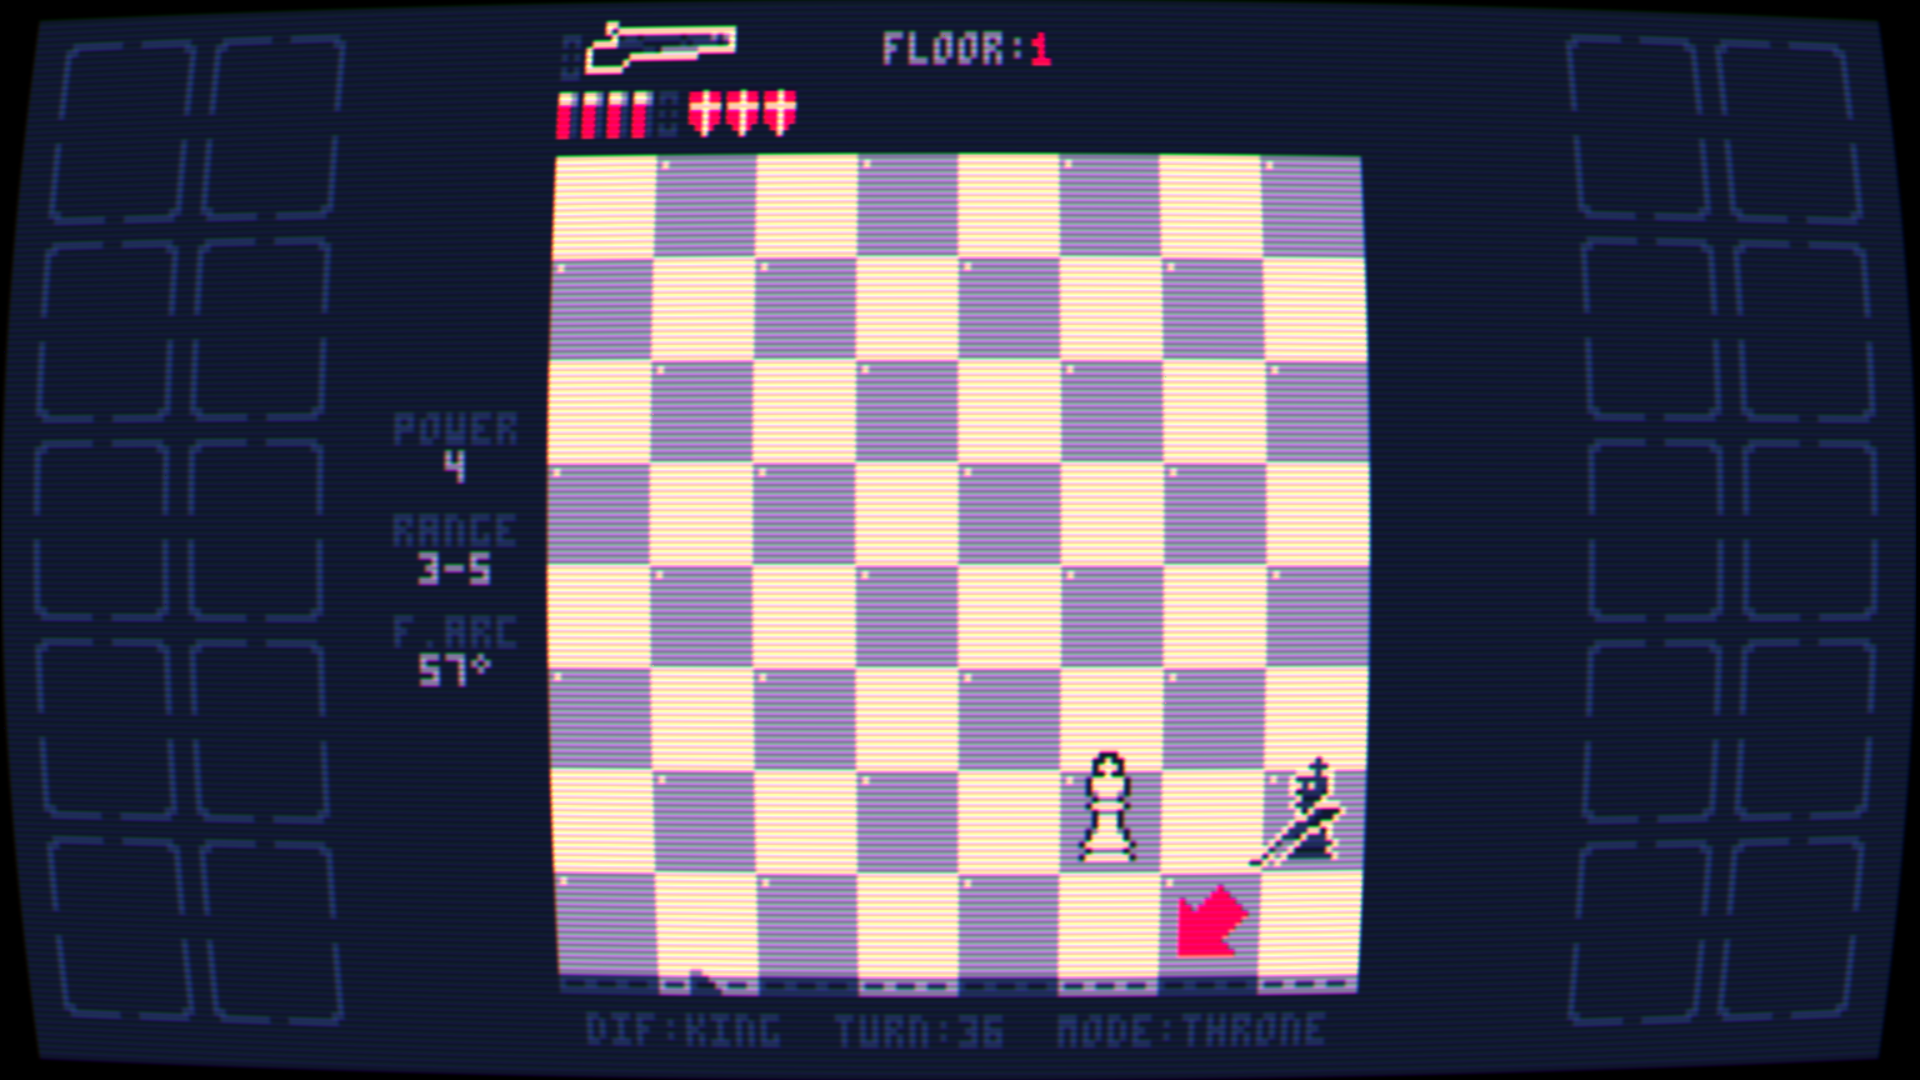 FLOOR:1
POWER
4
RANGE
3-5
F.ARC
57°
DIF:KING TURN:36 MODE:THRONE